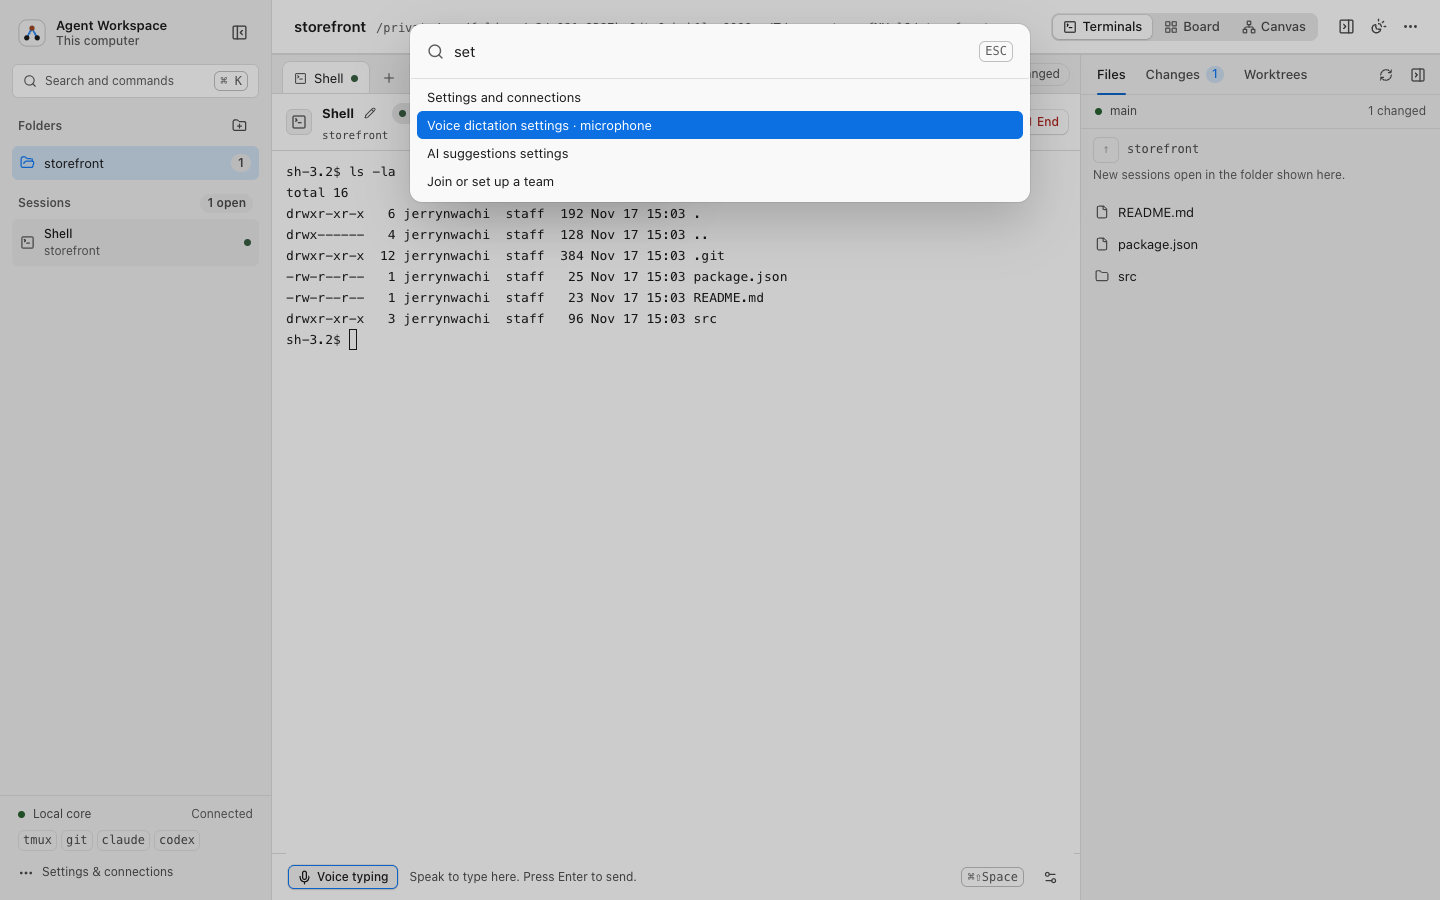 Agent Workspace
This computer
Search and commands
⌘ K
Folders
storefront
1
Sessions
1 open
Shell
storefront
Local core
Connected
tmux
git
claude
codex
Settings & connections
storefront
Terminals
Board
Canvas
set
ESC
Settings and connections
Voice dictation settings · microphone
AI suggestions settings
Join or set up a team
Shell
Shell
storefront
End
sh-3.2$ ls -la
total 16
drwxr-xr-x 6 jerrynwachi staff 192 Nov 17 15:03 .
drwx------ 4 jerrynwachi staff 128 Nov 17 15:03 ..
drwxr-xr-x 12 jerrynwachi staff 384 Nov 17 15:03 .git
-rw-r--r-- 1 jerrynwachi staff 25 Nov 17 15:03 package.json
-rw-r--r-- 1 jerrynwachi staff 23 Nov 17 15:03 README.md
drwxr-xr-x 3 jerrynwachi staff 96 Nov 17 15:03 src
sh-3.2$
Voice typing
Speak to type here. Press Enter to send.
⌘⇧Space
Files
Changes
1
Worktrees
main
1 changed
↑
storefront
New sessions open in the folder shown here.
README.md
package.json
src